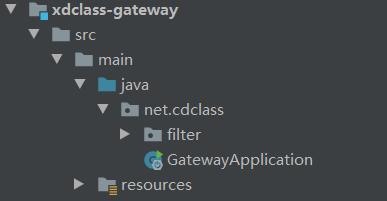 xdclass-gateway
src
main
java
net.cdclass
filter
GatewayApplication
resources